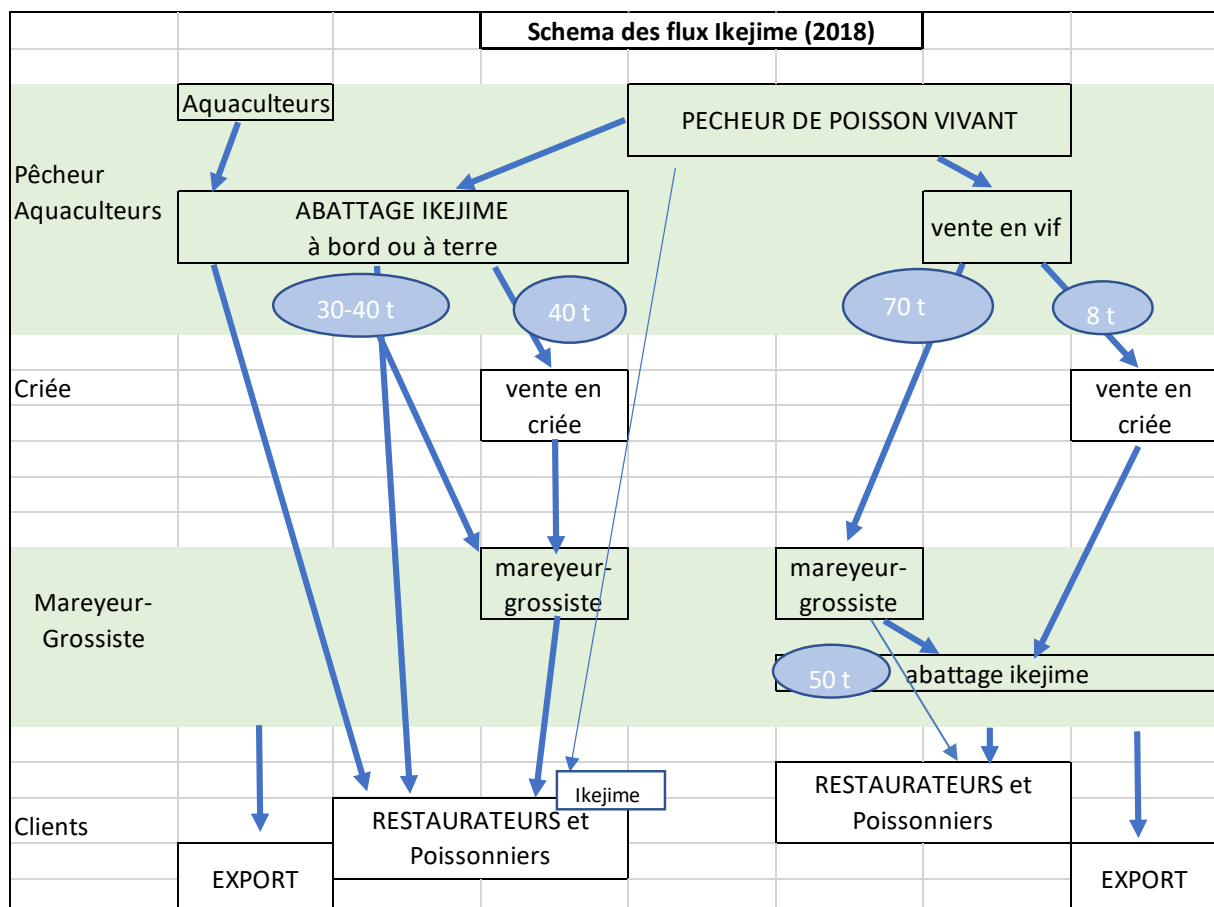 Schema des flux Ikejime (2018)
Aquaculteurs
PECHEUR DE POISSON VIVANT
Pêcheur
Aquaculteurs
ABATTAGE IKEJIME
à bord ou à terre
vente en vif
30-40 t
40 t
70 t
8 t
Criée
vente en
criée
vente en
criée
Mareyeur-
Grossiste
mareyeur-
grossiste
mareyeur-
grossiste
50 t
abattage ikejime
Ikejime
Clients
RESTAURATEURS et
Poissonniers
RESTAURATEURS et
Poissonniers
EXPORT
EXPORT